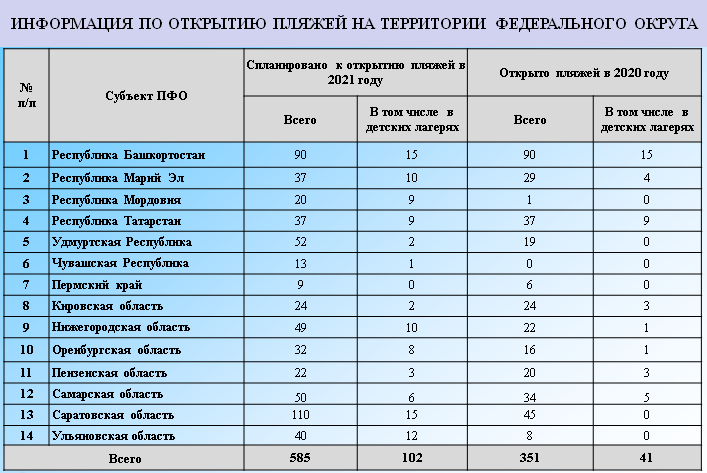 ИНФОРМАЦИЯ ПО ОТКРЫТИЮ ПЛЯЖЕЙ НА ТЕРРИТОРИИ ФЕДЕРАЛЬНОГО ОКРУГА
№ п/п
Субъект ПФО
Спланировано к открытию пляжей в 2021 году
Открыто пляжей в 2020 году
Всего
В том числе в детских лагерях
Всего
В том числе в детских лагерях
1 Республика Башкортостан 90 15 90 15
2 Республика Марий Эл 37 10 29 4
3 Республика Мордовия 20 9 1 0
4 Республика Татарстан 37 9 37 9
5 Удмуртская Республика 52 2 19 0
6 Чувашская Республика 13 1 0 0
7 Пермский край 9 0 6 0
8 Кировская область 24 2 24 3
9 Нижегородская область 49 10 22 1
10 Оренбургская область 32 8 16 1
11 Пензенская область 22 3 20 3
12 Самарская область 50 6 34 5
13 Саратовская область 110 15 45 0
14 Ульяновская область 40 12 8 0
Всего 585 102 351 41